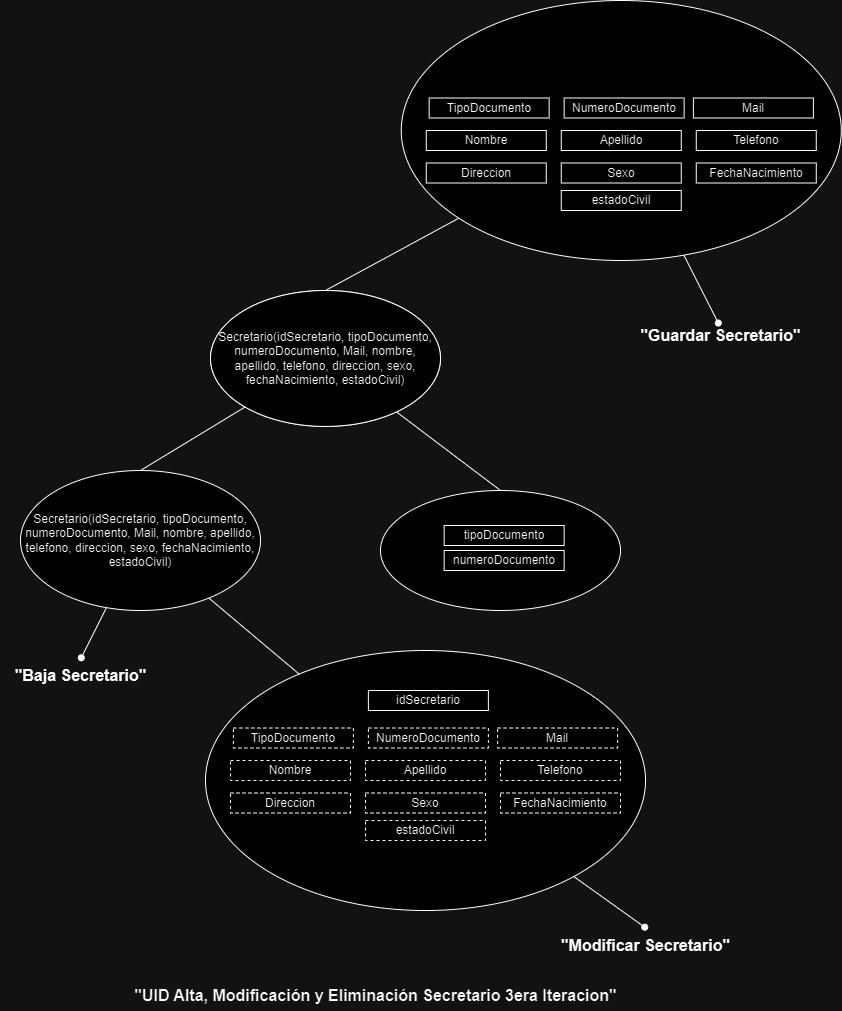 TipoDocumento NumeroDocumento Mail
Nombre Apellido Telefono
Direccion Sexo FechaNacimiento
estadoCivil
"Guardar Secretario"
Secretario(idSecretario, tipoDocumento,
numeroDocumento, Mail, nombre,
apellido, telefono, direccion, sexo,
fechaNacimiento, estadoCivil)
Secretario(idSecretario, tipoDocumento,
numeroDocumento, Mail, nombre, apellido,
telefono, direccion, sexo, fechaNacimiento,
estadoCivil)
tipoDocumento
numeroDocumento
"Baja Secretario"
idSecretario
TipoDocumento NumeroDocumento Mail
Nombre Apellido Telefono
Direccion Sexo FechaNacimiento
estadoCivil
"Modificar Secretario"
"UID Alta, Modificación y Eliminación Secretario 3era Iteracion"